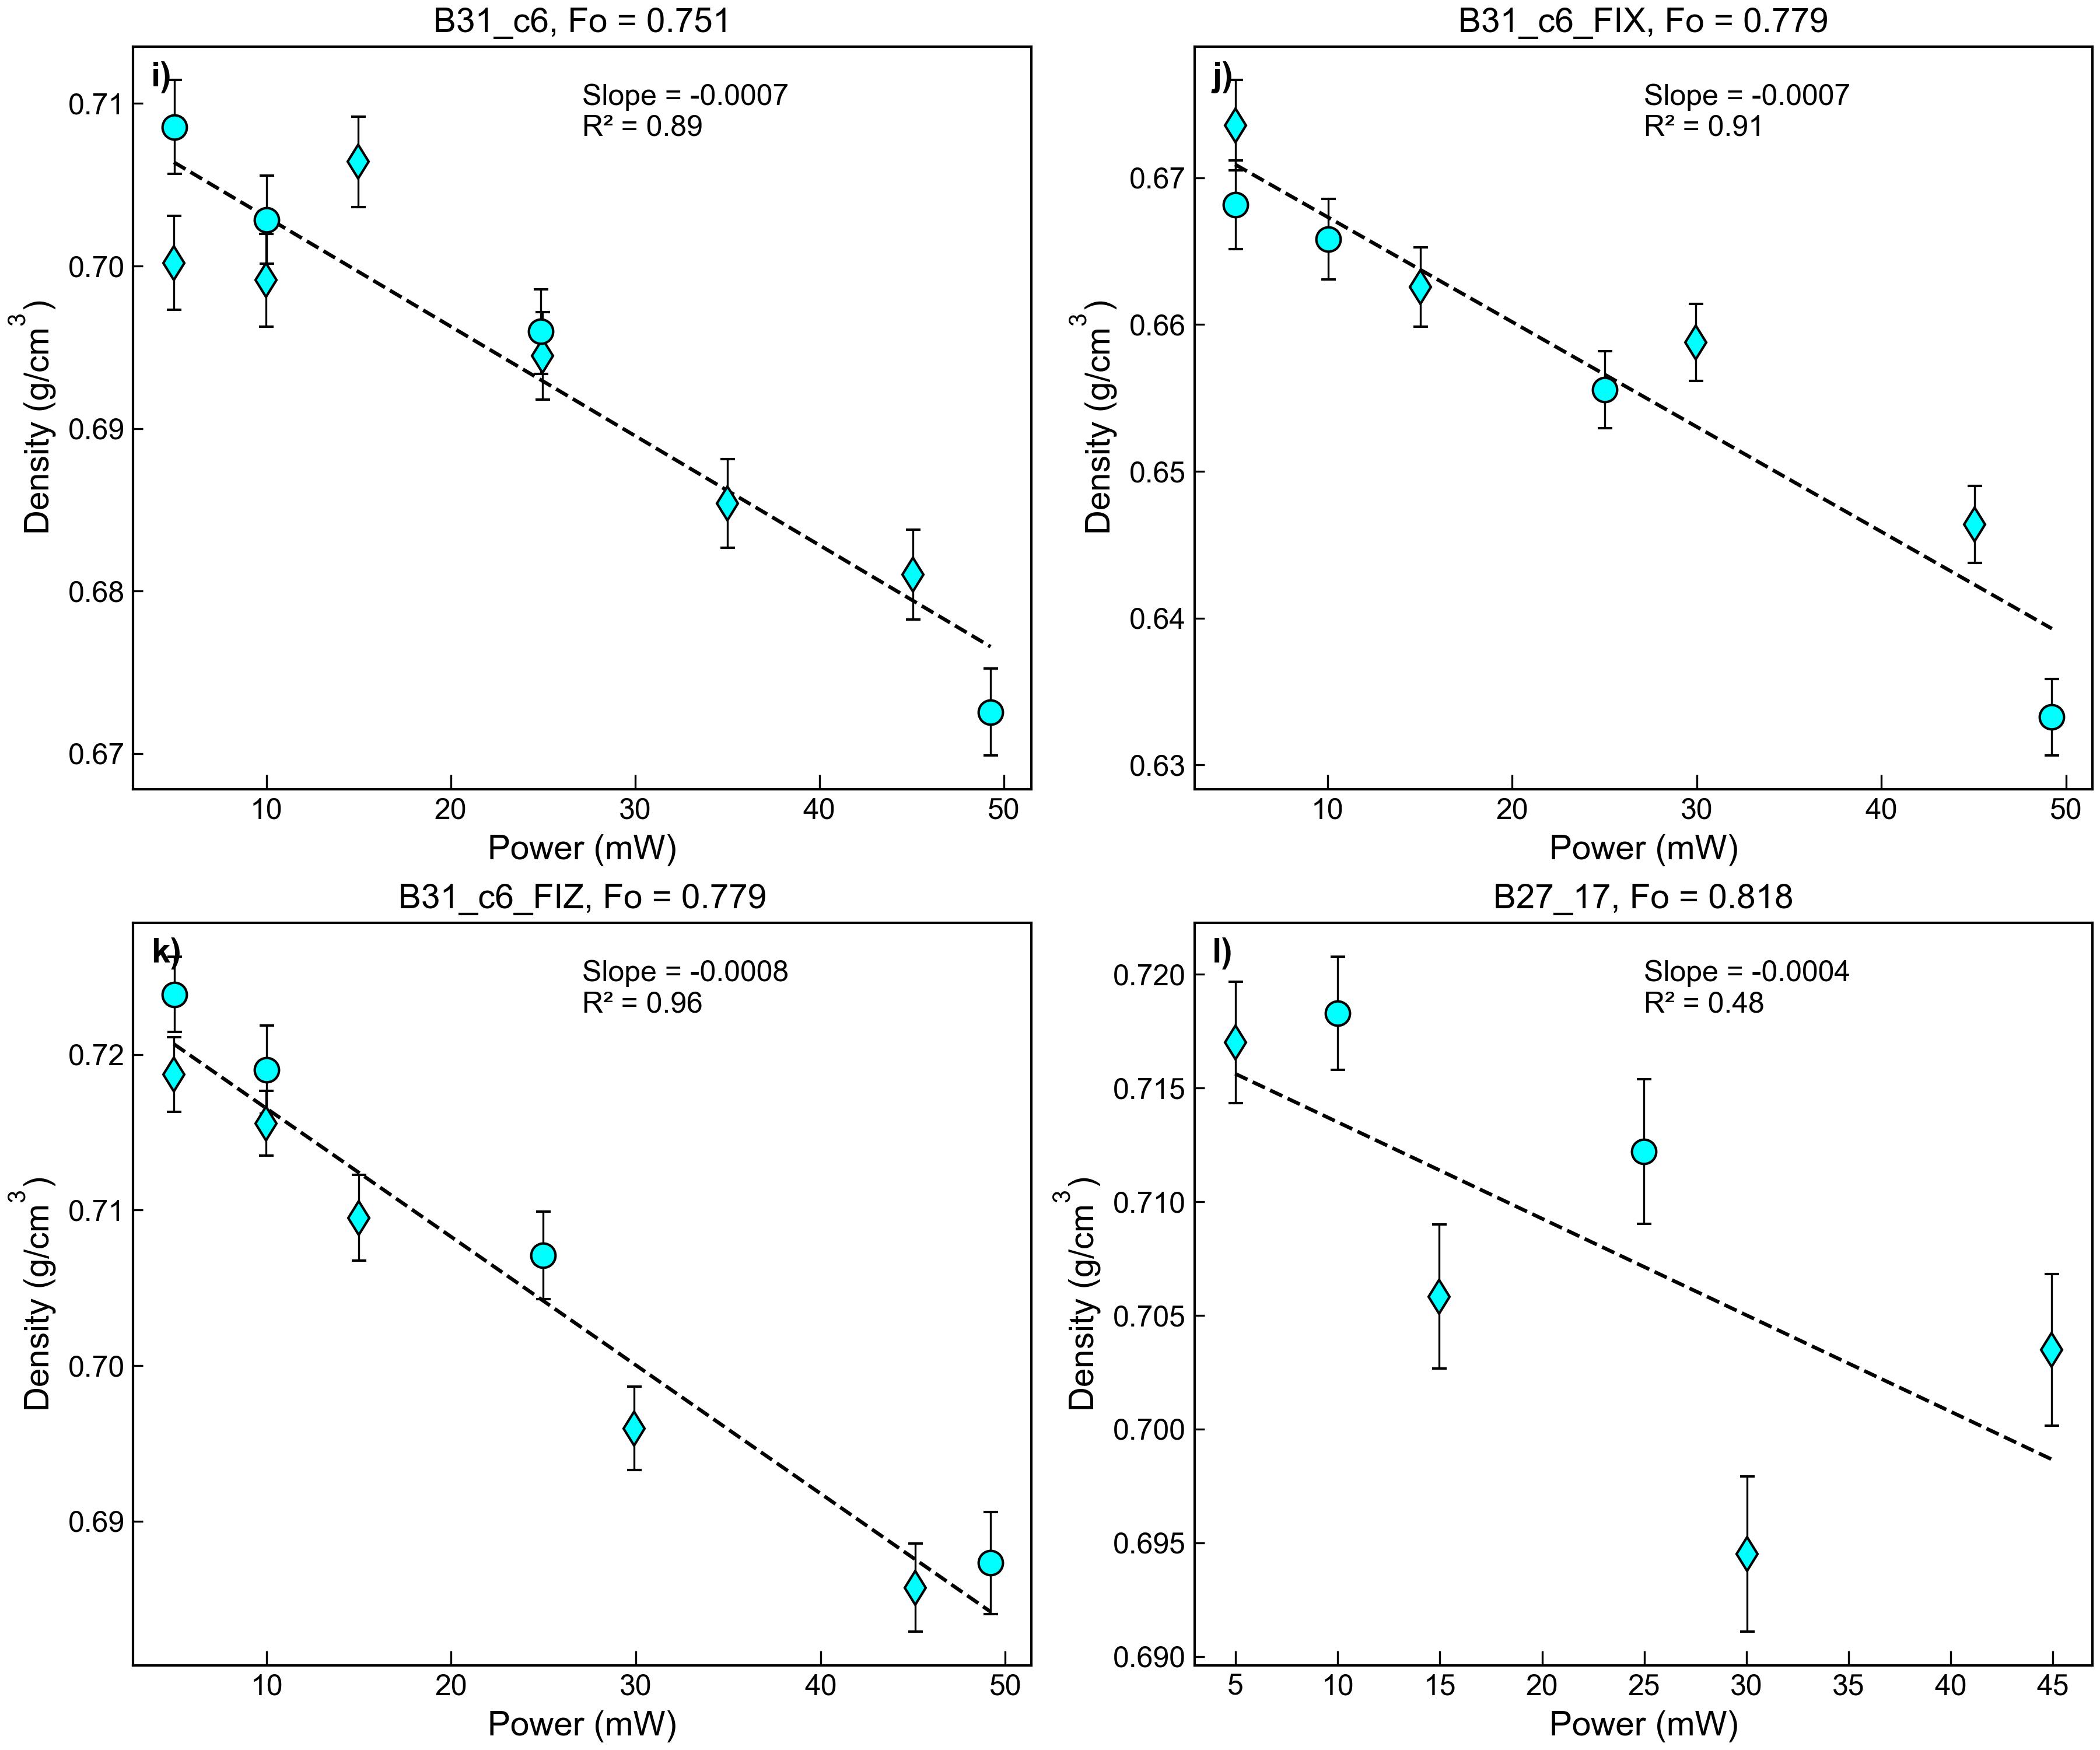 B31_c6, Fo = 0.751
i)
Slope = -0.0007
R² = 0.89
0.71
0.70
0.69
0.68
0.67
Density (g/cm³)
10 20 30 40 50
Power (mW)
B31_c6_FIX, Fo = 0.779
j)
Slope = -0.0007
R² = 0.91
0.67
0.66
0.65
0.64
0.63
Density (g/cm³)
10 20 30 40 50
Power (mW)
B31_c6_FIZ, Fo = 0.779
k)
Slope = -0.0008
R² = 0.96
0.72
0.71
0.70
0.69
Density (g/cm³)
10 20 30 40 50
Power (mW)
B27_17, Fo = 0.818
l)
Slope = -0.0004
R² = 0.48
0.720
0.715
0.710
0.705
0.700
0.695
0.690
Density (g/cm³)
5 10 15 20 25 30 35 40 45
Power (mW)